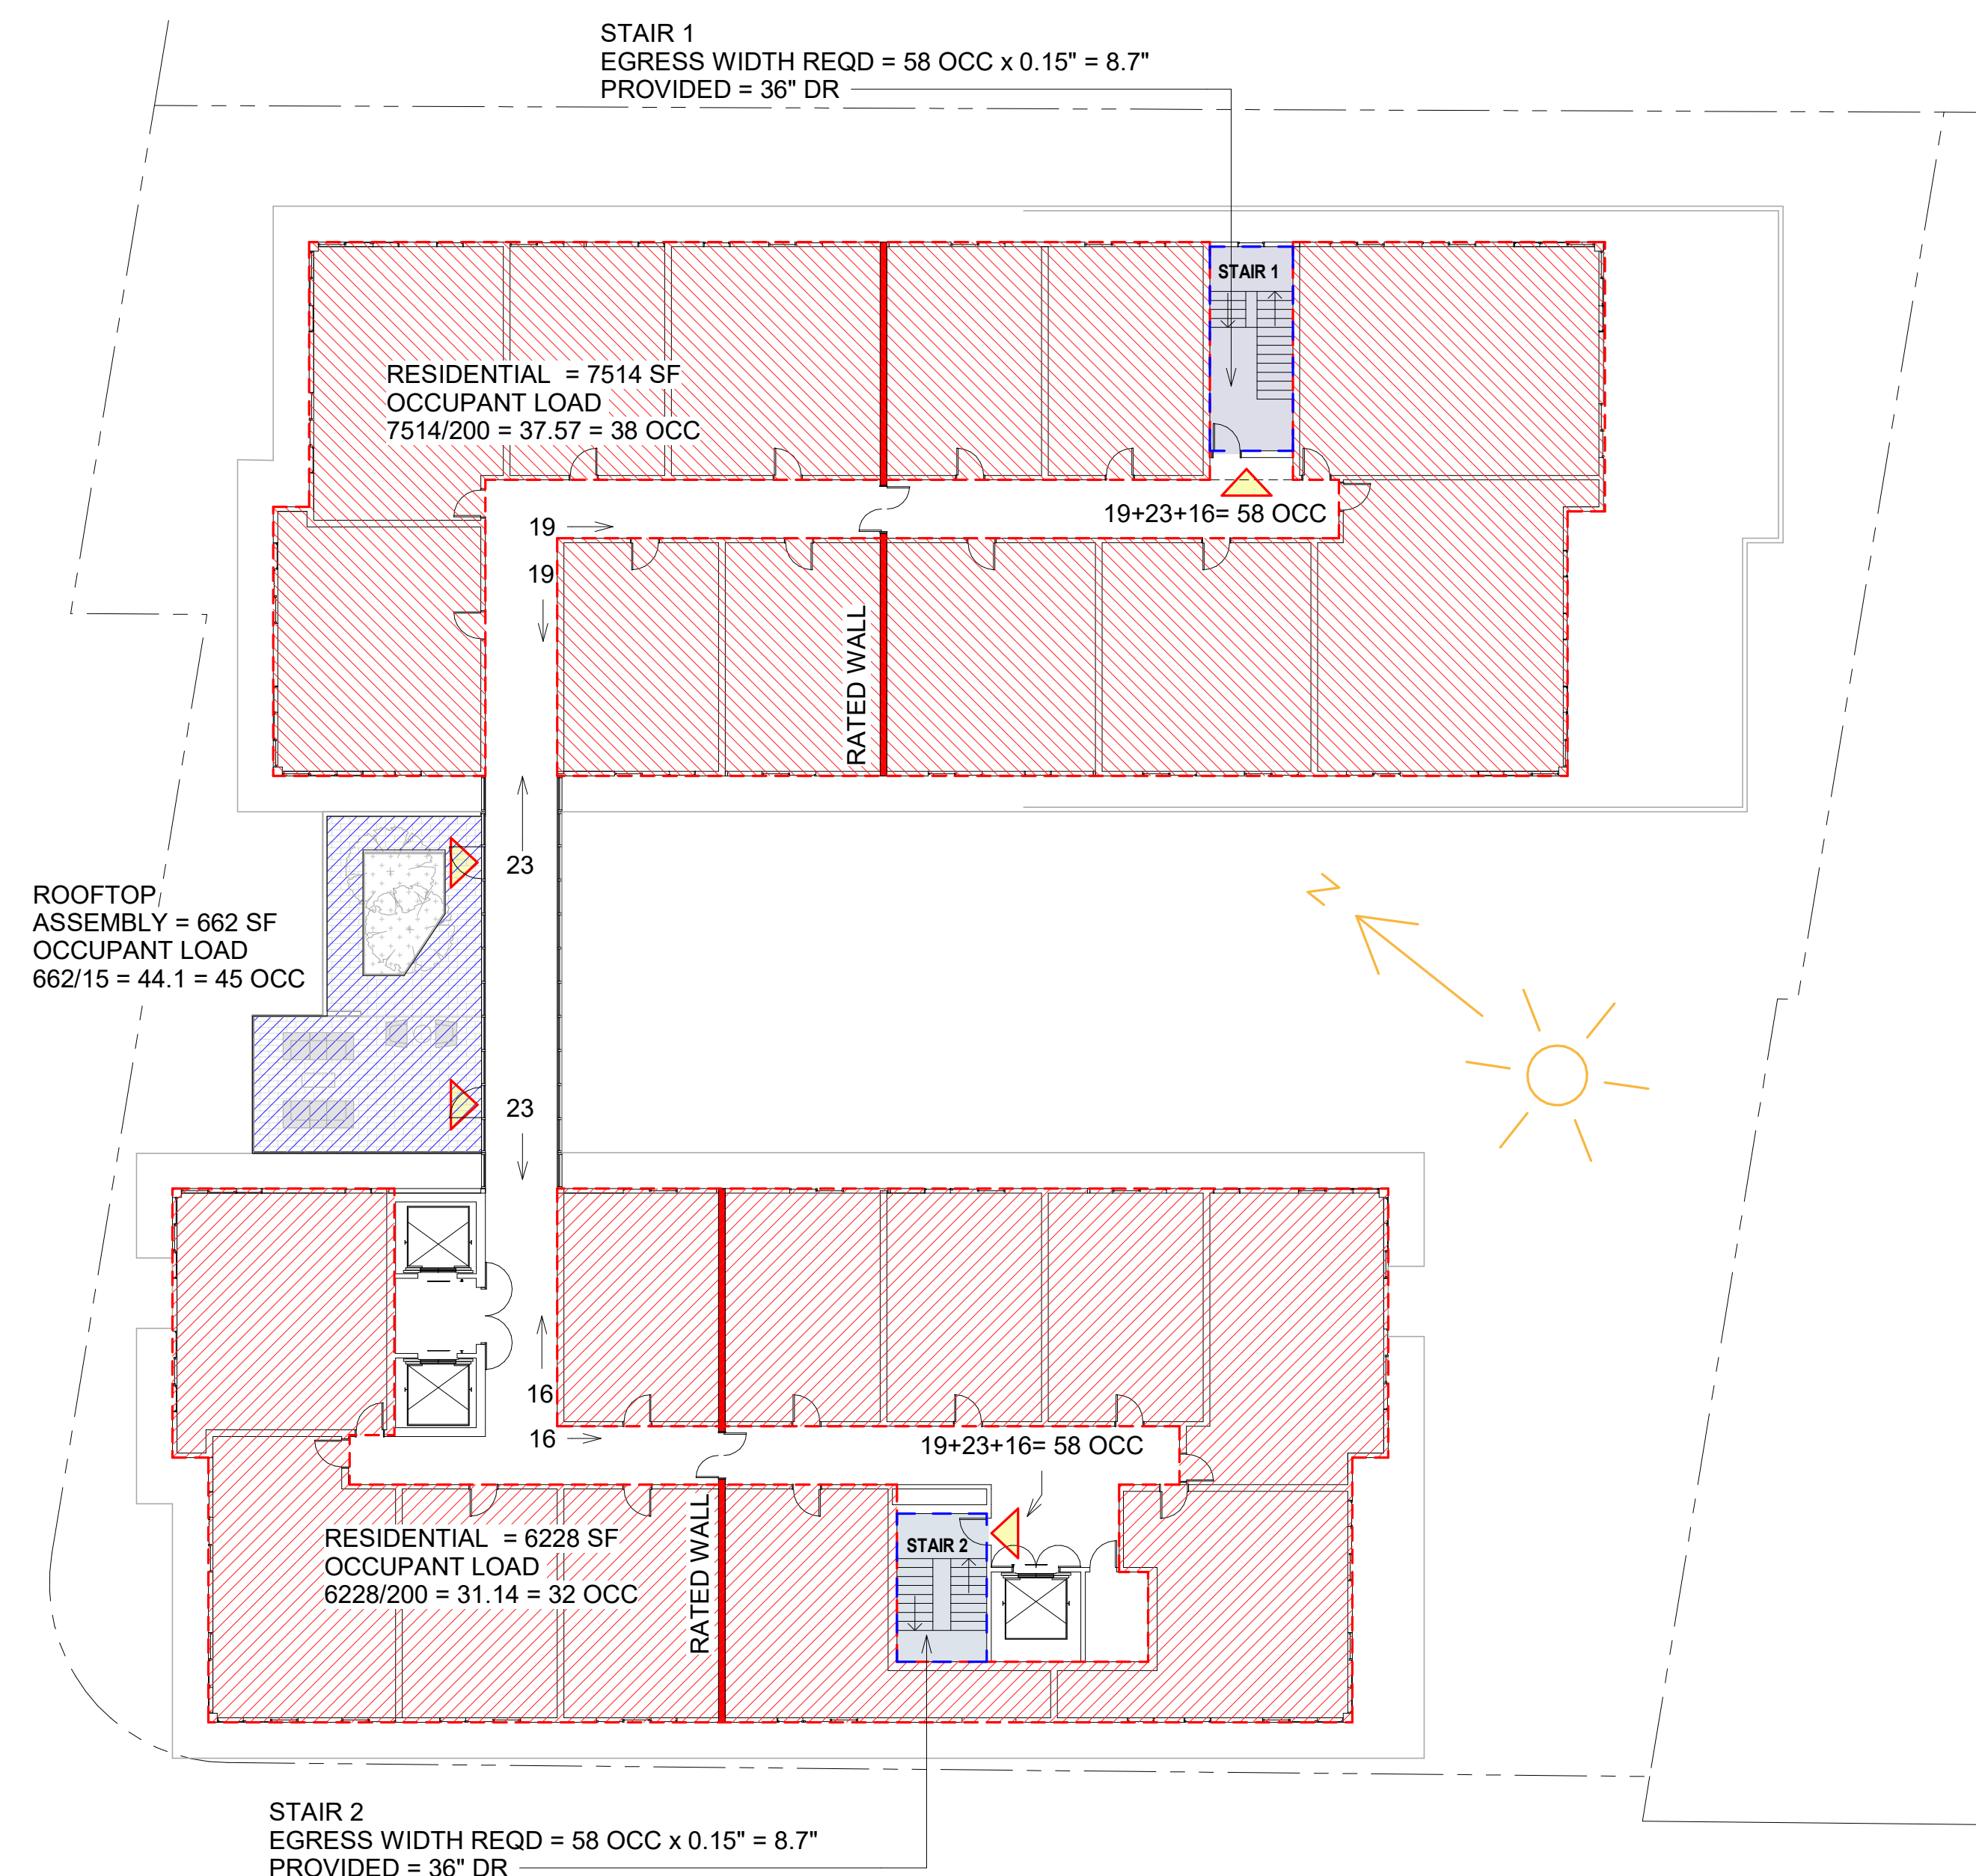 STAIR 1
EGRESS WIDTH REQD = 58 OCC x 0.15" = 8.7"
PROVIDED = 36" DR
STAIR 1
RESIDENTIAL = 7514 SF
OCCUPANT LOAD
7514/200 = 37.57 = 38 OCC
19
19+23+16= 58 OCC
19
RATED WALL
23
ROOFTOP
ASSEMBLY = 662 SF
OCCUPANT LOAD
662/15 = 44.1 = 45 OCC
N
23
16
16
19+23+16= 58 OCC
RATED WALL
RESIDENTIAL = 6228 SF
OCCUPANT LOAD
6228/200 = 31.14 = 32 OCC
STAIR 2
STAIR 2
EGRESS WIDTH REQD = 58 OCC x 0.15" = 8.7"
PROVIDED = 36" DR